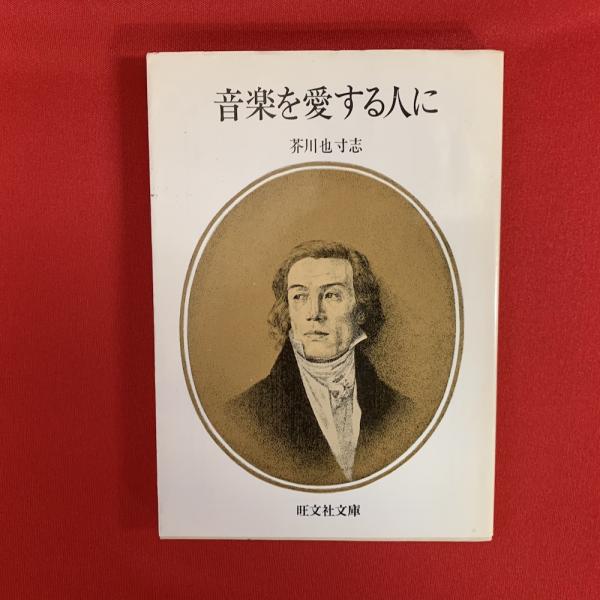 音楽を愛する人に
芥川也寸志
旺文社文庫